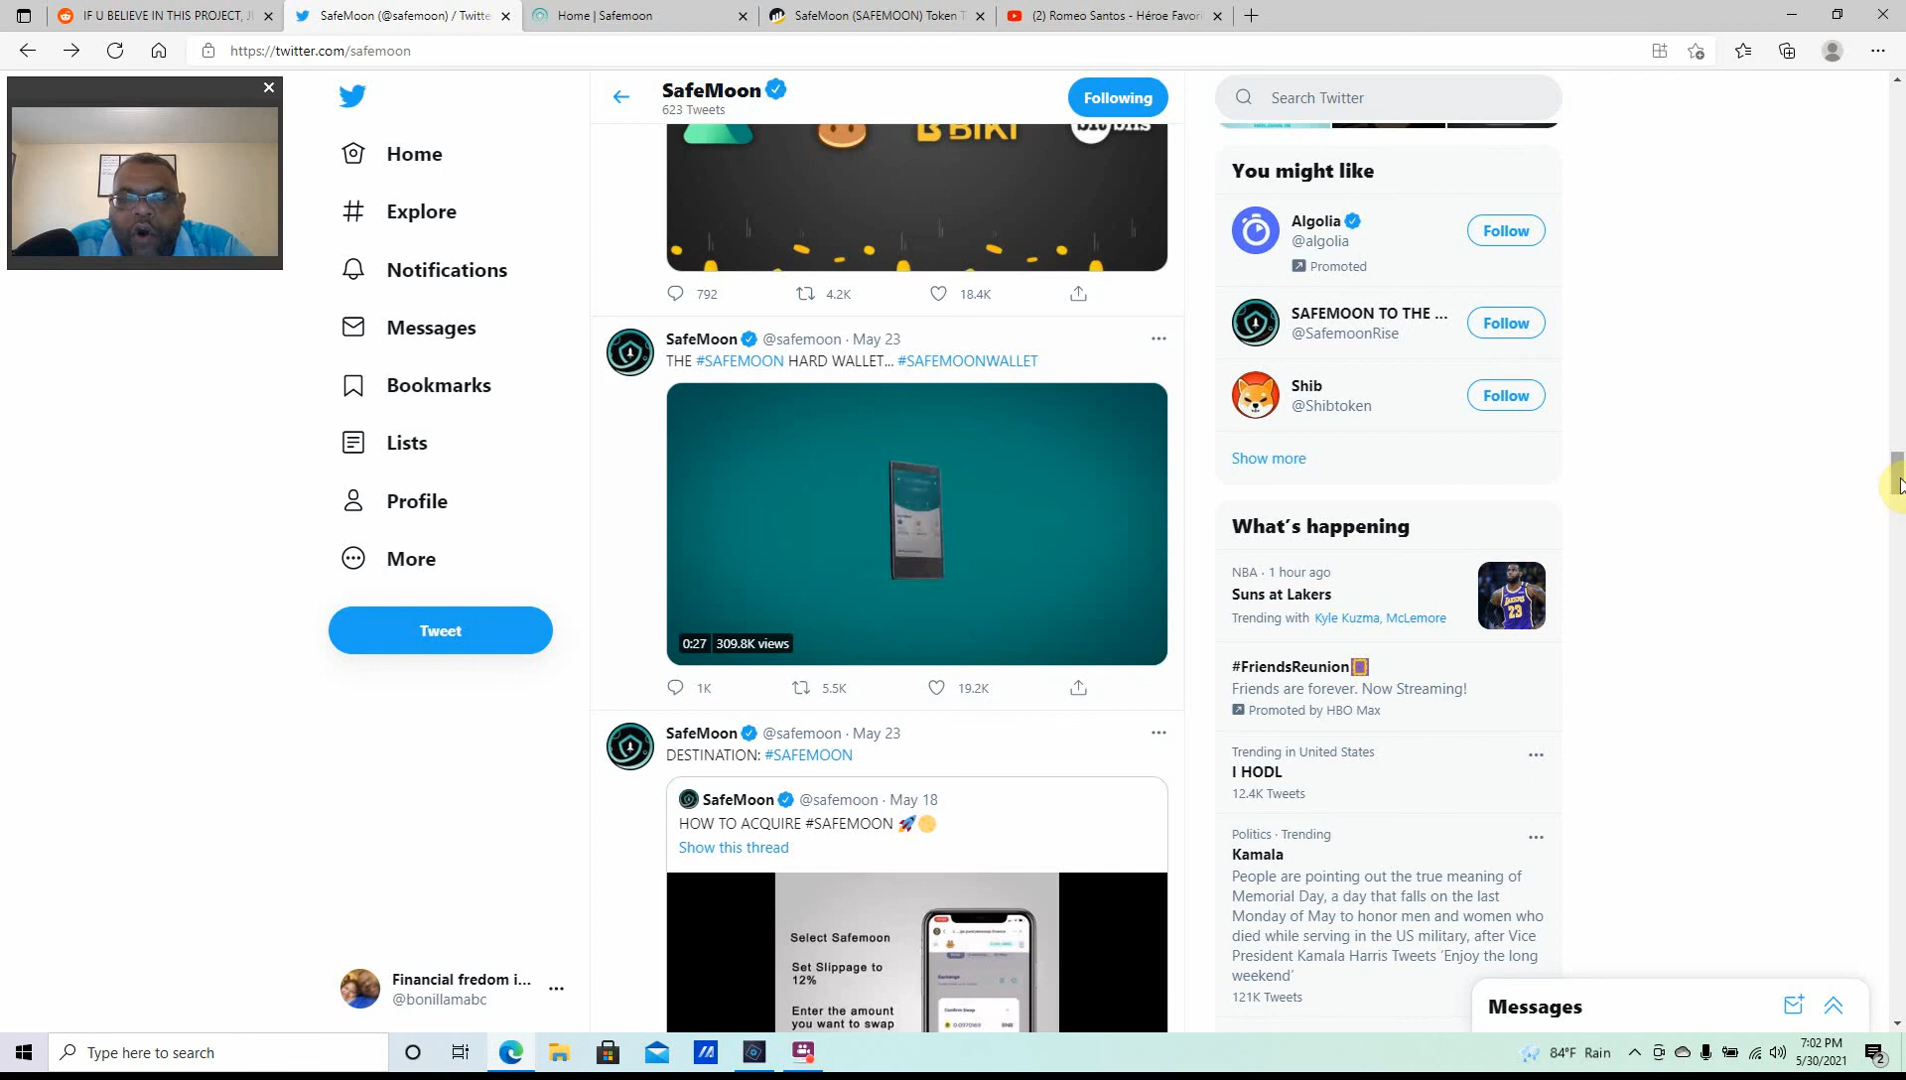 IF U BELIEVE IN THIS PROJECT, J
SafeMoon (@safemoon) / Twitte
Home | Safemoon
SafeMoon (SAFEMOON) Token T
(2) Romeo Santos - Héroe Favori
https://twitter.com/safemoon
SafeMoon
623 Tweets
Following
Search Twitter
Home
Explore
Notifications
Messages
Bookmarks
Lists
Profile
More
Tweet
Financial fredom i...
@bonillamabc
BIKI
792
4.2K
18.4K
SafeMoon @safemoon · May 23
THE #SAFEMOON HARD WALLET... #SAFEMOONWALLET
0:27 309.8K views
1K
5.5K
19.2K
SafeMoon @safemoon · May 23
DESTINATION: #SAFEMOON
SafeMoon @safemoon · May 18
HOW TO ACQUIRE #SAFEMOON 🚀🌕
Show this thread
Select Safemoon
Set Slippage to
12%
Enter the amount
you want to swap
Exchange
Confirm Swap
BNB
You might like
Algolia
@algolia
Promoted
Follow
SAFEMOON TO THE ...
@SafemoonRise
Follow
Shib
@Shibtoken
Follow
Show more
What's happening
NBA · 1 hour ago
Suns at Lakers
Trending with Kyle Kuzma, McLemore
LAKERS
23
#FriendsReunion
Friends are forever. Now Streaming!
Promoted by HBO Max
Trending in United States
I HODL
12.4K Tweets
Politics · Trending
Kamala
People are pointing out the true meaning of
Memorial Day, a day that falls on the last
Monday of May to honor men and women who
died while serving in the US military, after Vice
President Kamala Harris Tweets 'Enjoy the long
weekend'
121K Tweets
Messages
Type here to search
84°F Rain
7:02 PM
5/30/2021
2